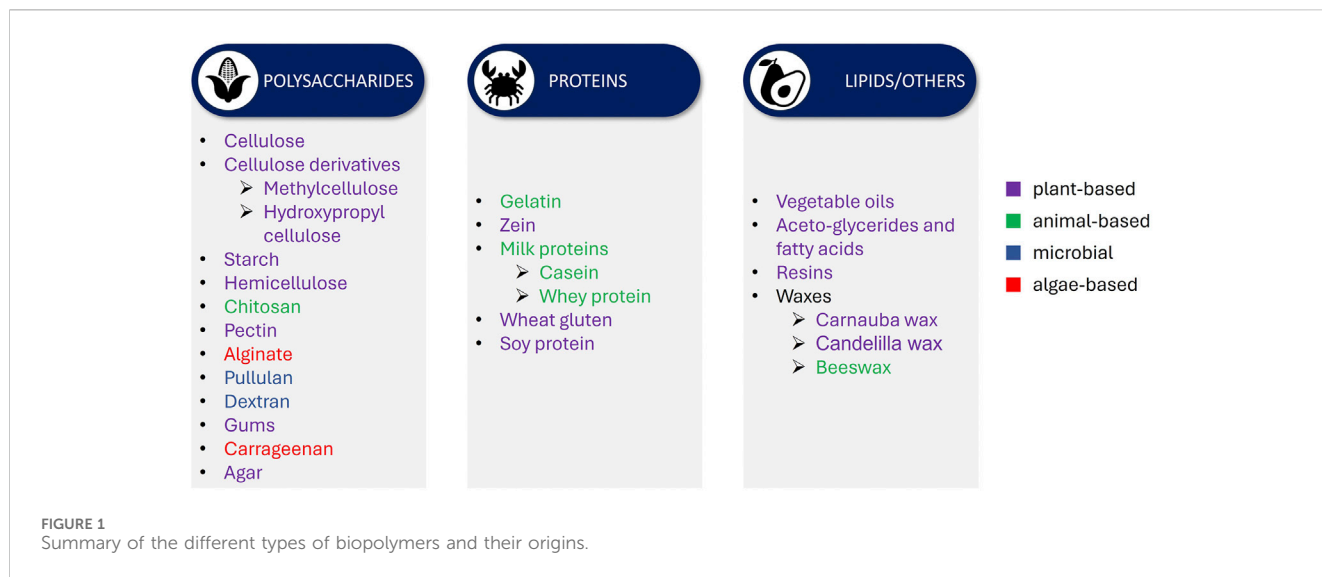 POLYSACCHARIDES
• Cellulose
• Cellulose derivatives
➢ Methylcellulose
➢ Hydroxypropyl
cellulose
• Starch
• Hemicellulose
• Chitosan
• Pectin
• Alginate
• Pullulan
• Dextran
• Gums
• Carrageenan
• Agar
PROTEINS
• Gelatin
• Zein
• Milk proteins
➢ Casein
➢ Whey protein
• Wheat gluten
• Soy protein
LIPIDS/OTHERS
• Vegetable oils
• Aceto-glycerides and
fatty acids
• Resins
• Waxes
➢ Carnauba wax
➢ Candelilla wax
➢ Beeswax
plant-based
animal-based
microbial
algae-based
FIGURE 1
Summary of the different types of biopolymers and their origins.